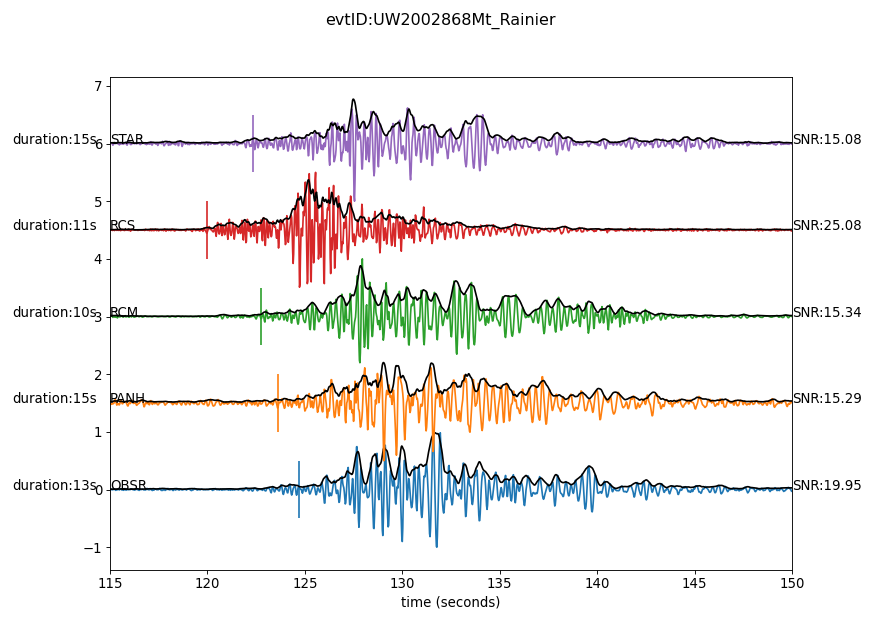 evtID:UW2002868Mt_Rainier
7
duration:15s 6 STAR SNR:15.08
5
duration:11s RCS SNR:25.08
4
duration:10s 3 RCM SNR:15.34
2
duration:15s PANH SNR:15.29
1
duration:13s 0 OBSR SNR:19.95
−1
115 120 125 130 135 140 145 150
time (seconds)